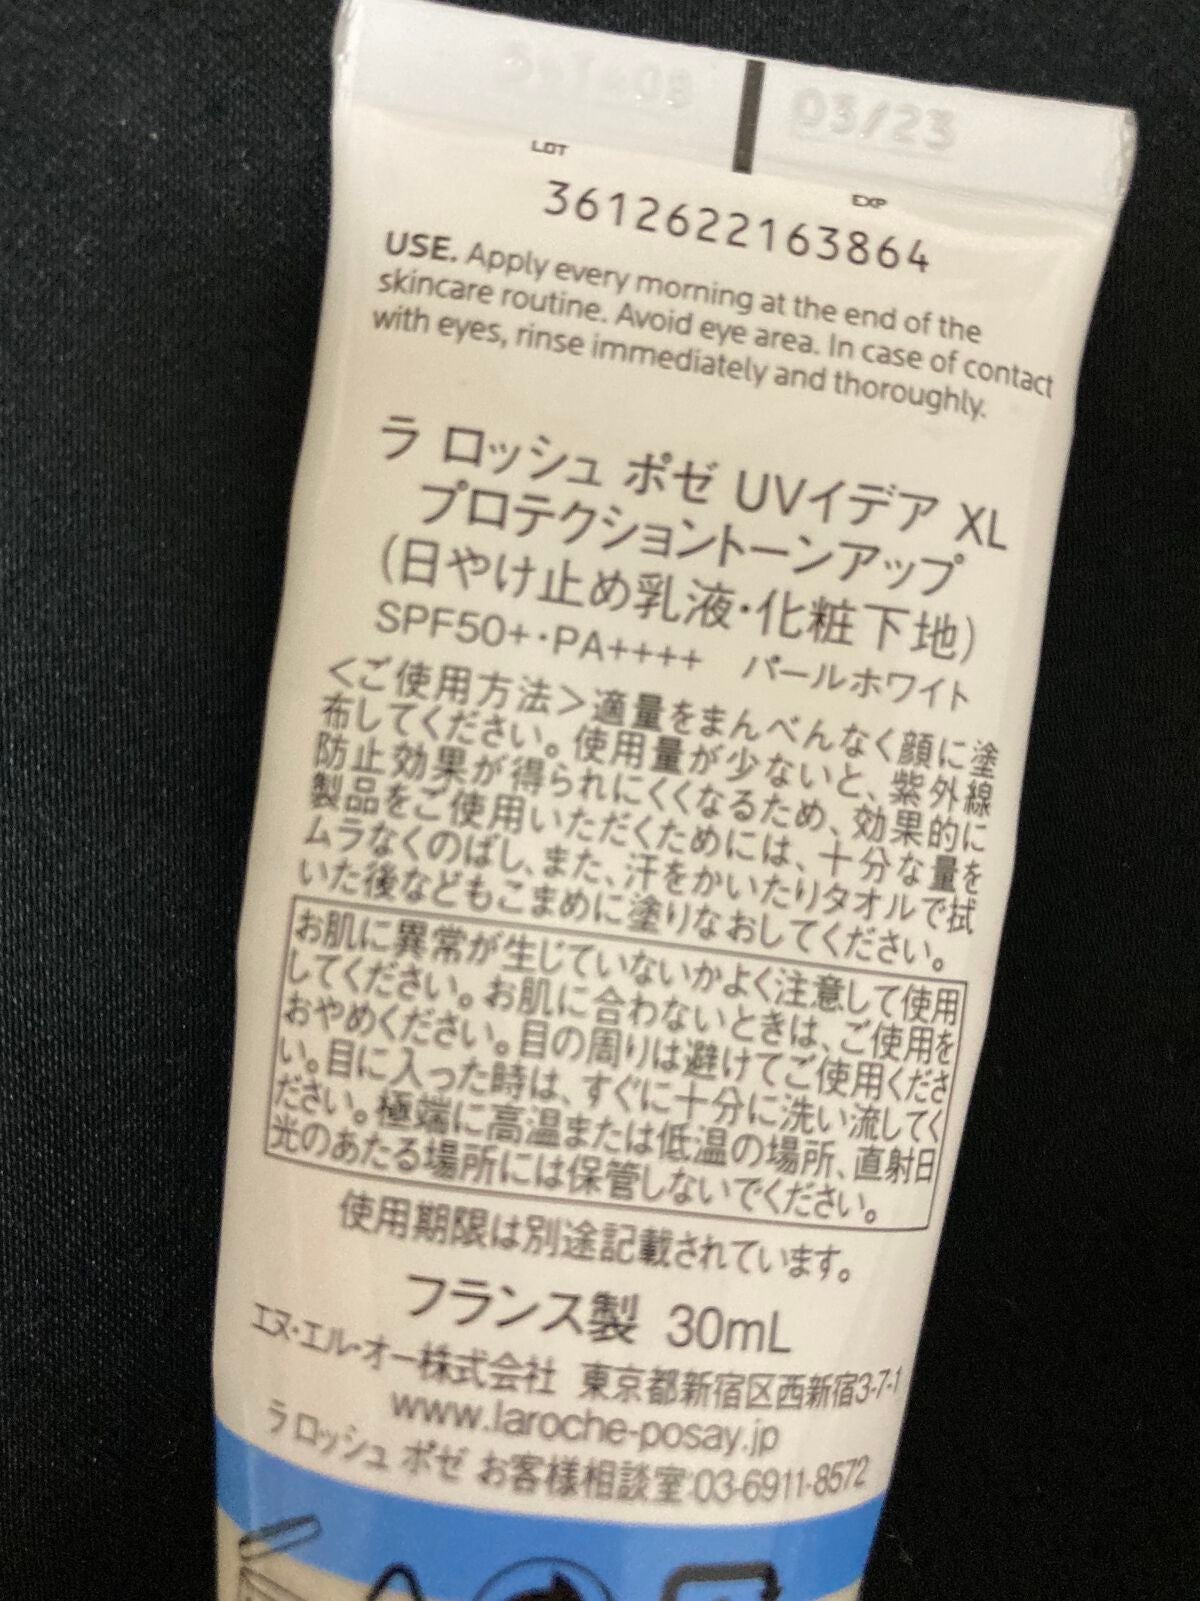 03/23
LOT
EXP
3612622163864
USE. Apply every morning at the end of the
skincare routine. Avoid eye area. In case of contact
with eyes, rinse immediately and thoroughly.
ラ ロッシュ ポゼ UVイデア XL
プロテクショントーンアップ
(日やけ止め乳液・化粧下地)
SPF50+・PA++++ パールホワイト
<ご使用方法>適量をまんべんなく顔に塗
布してください。使用量が少ないと、紫外線
防止効果が得られにくくなるため、効果的に
製品をご使用いただくためには、十分な量を
ムラなくのばし、また、汗をかいたりタオルで拭
いた後などもこまめに塗りなおしてください。
お肌に異常が生じていないかよく注意して使用
してください。お肌に合わないときは、ご使用を
おやめください。目の周りは避けてご使用くださ
い。目に入った時は、すぐに十分に洗い流してく
ださい。極端に高温または低温の場所、直射日
光のあたる場所には保管しないでください。
使用期限は別途記載されています。
フランス製 30mL
エヌ・エル・オー株式会社 東京都新宿区西新宿3-7-1
www.laroche-posay.jp
ラ ロッシュ ポゼ お客様相談室:03-6911-8572